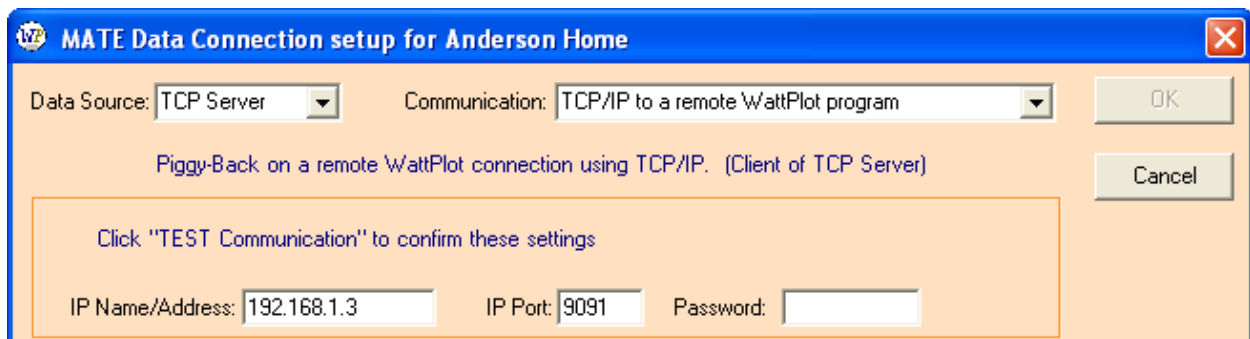 WP MATE Data Connection setup for Anderson Home
Data Source: TCP Server Communication: TCP/IP to a remote WattPlot program OK
Piggy-Back on a remote WattPlot connection using TCP/IP. (Client of TCP Server)
Cancel
Click "TEST Communication" to confirm these settings
IP Name/Address: 192.168.1.3 IP Port: 9091 Password: